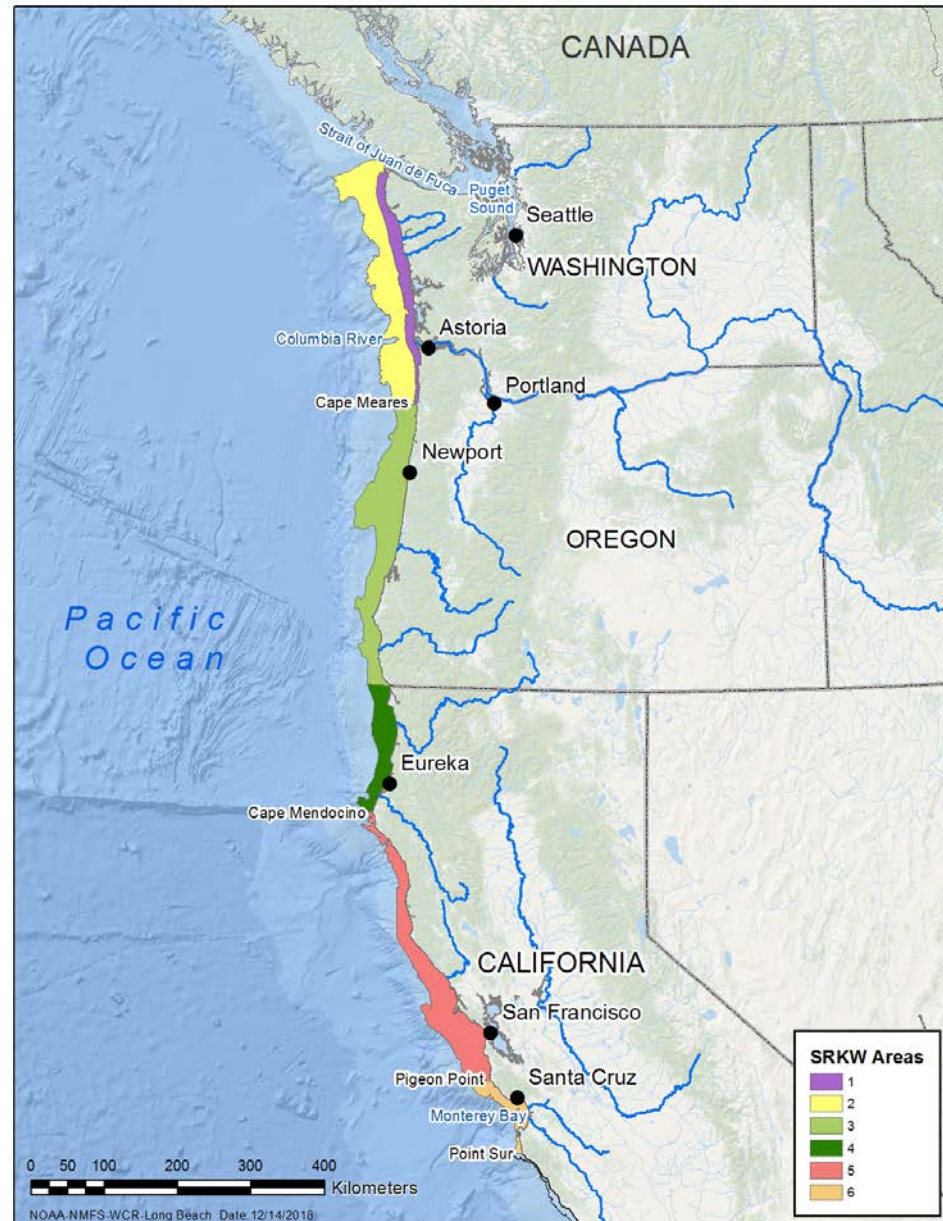 CANADA
Strait of Juan de Fuca
Puget
Sound
Seattle
WASHINGTON
Columbia River
Astoria
Portland
Cape Meares
Newport
OREGON
Pacific
Ocean
Eureka
Cape Mendocino
CALIFORNIA
San Francisco
Pigeon Point
Santa Cruz
Monterey Bay
Point Sur
SRKW Areas
1
2
3
4
5
6
0 50 100 200 300 400
Kilometers
NOAA-NMFS-WCR-Long Beach Date:12/14/2018